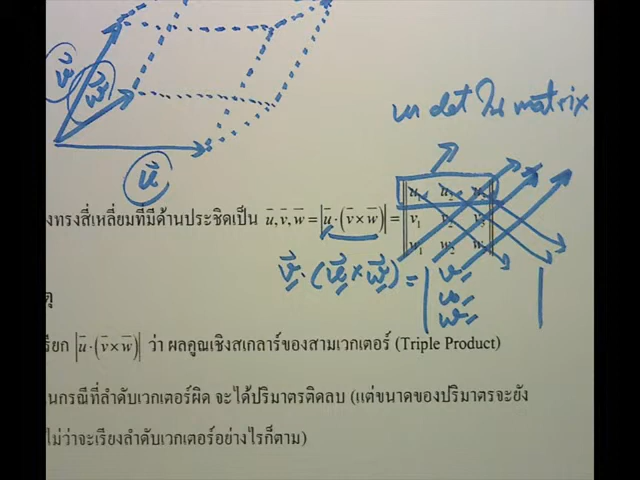 v w
u
หา det ใน matrix
งทรงสี่เหลี่ยมที่มีด้านประชิดเป็น u̅, v̅, w̅ = |u̅·(v̅×w̅)| = |u₁ u₂ u₃
v₁ v₂ v₃
w₁ w₂ w₃|
v·(u×w) = | v
u
w |
ตุ
รียก |u̅·(v̅×w̅)| ว่า ผลคูณเชิงสเกลาร์ของสามเวกเตอร์ (Triple Product)
นกรณีที่ลำดับเวกเตอร์ผิด จะได้ปริมาตรติดลบ (แต่ขนาดของปริมาตรจะยัง
ไม่ว่าจะเรียงลำดับเวกเตอร์อย่างไรก็ตาม)